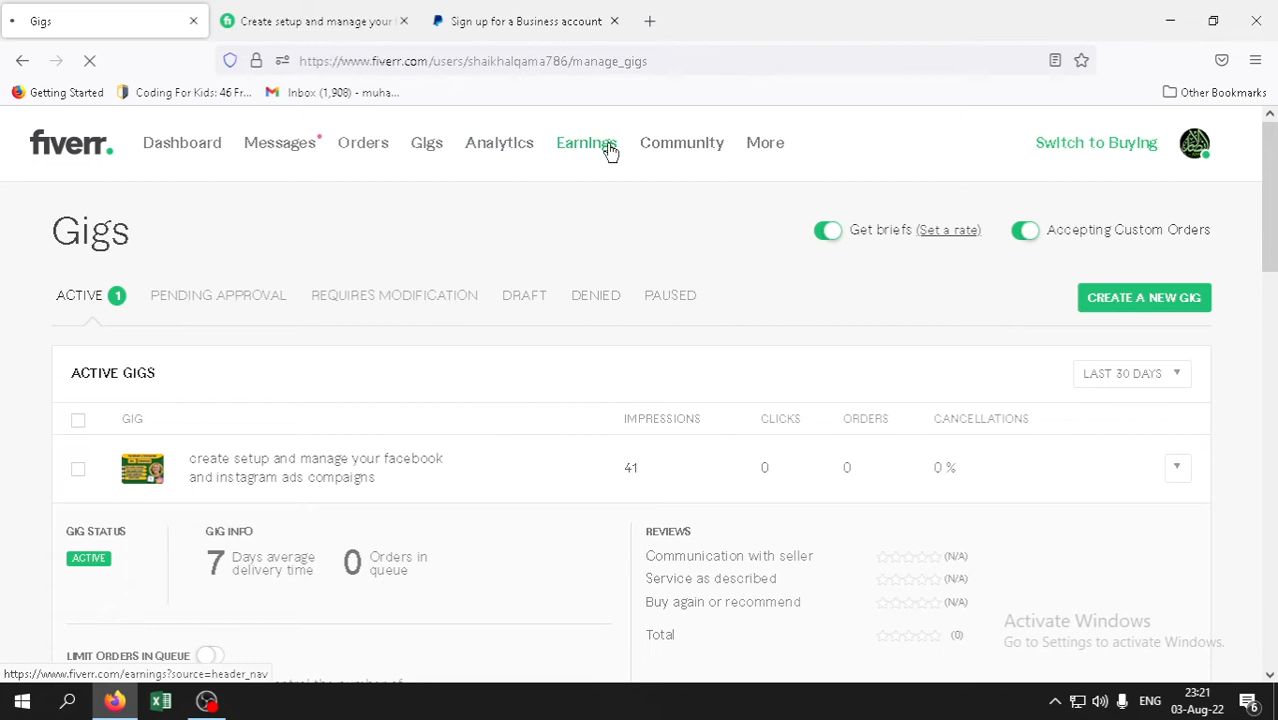 Gigs
Create setup and manage your f
Sign up for a Business account
https://www.fiverr.com/users/shaikhalqama786/manage_gigs
Getting Started
Coding For Kids: 46 Fr...
Inbox (1,908) - muha...
Other Bookmarks
fiverr.
Dashboard
Messages
Orders
Gigs
Analytics
Earnings
Community
More
Switch to Buying
Gigs
Get briefs (Set a rate)
Accepting Custom Orders
ACTIVE 1
PENDING APPROVAL
REQUIRES MODIFICATION
DRAFT
DENIED
PAUSED
CREATE A NEW GIG
ACTIVE GIGS
LAST 30 DAYS
GIG
IMPRESSIONS
CLICKS
ORDERS
CANCELLATIONS
create setup and manage your facebook
and instagram ads compaigns
41
0
0
0 %
GIG STATUS
ACTIVE
GIG INFO
7 Days average
delivery time
0 Orders in
queue
REVIEWS
Communication with seller (N/A)
Service as described (N/A)
Buy again or recommend (N/A)
Total (0)
LIMIT ORDERS IN QUEUE
Activate Windows
Go to Settings to activate Windows.
https://www.fiverr.com/earnings?source=header_nav
ENG
23:21
03-Aug-22
6